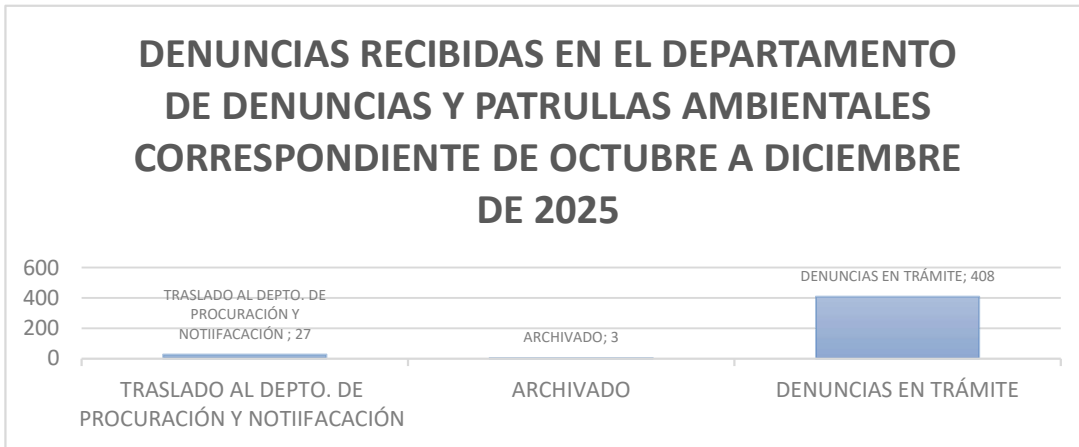 DENUNCIAS RECIBIDAS EN EL DEPARTAMENTO
DE DENUNCIAS Y PATRULLAS AMBIENTALES
CORRESPONDIENTE DE OCTUBRE A DICIEMBRE
DE 2025
600
400
200
0
TRASLADO AL DEPTO. DE
PROCURACIÓN Y
NOTIIFACACIÓN ; 27
ARCHIVADO; 3
DENUNCIAS EN TRÁMITE; 408
TRASLADO AL DEPTO. DE
PROCURACIÓN Y NOTIIFACACIÓN
ARCHIVADO
DENUNCIAS EN TRÁMITE